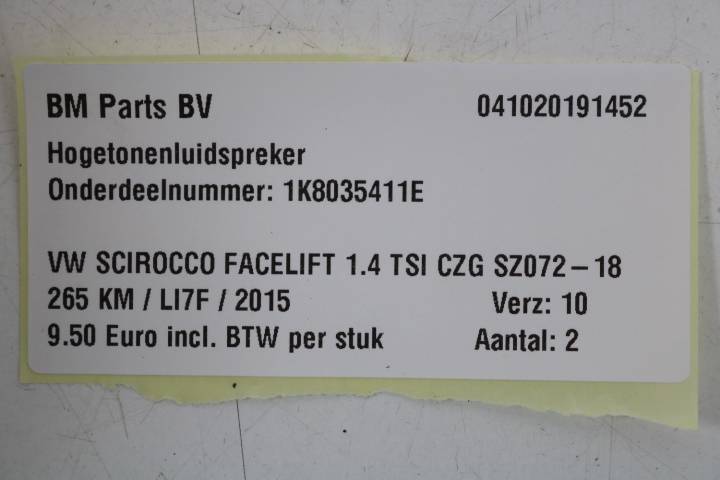 BM Parts BV 041020191452
Hogetonenluidspreker
Onderdeelnummer: 1K8035411E
VW SCIROCCO FACELIFT 1.4 TSI CZG SZ072-18
265 KM / LI7F / 2015 Verz: 10
9.50 Euro incl. BTW per stuk Aantal: 2